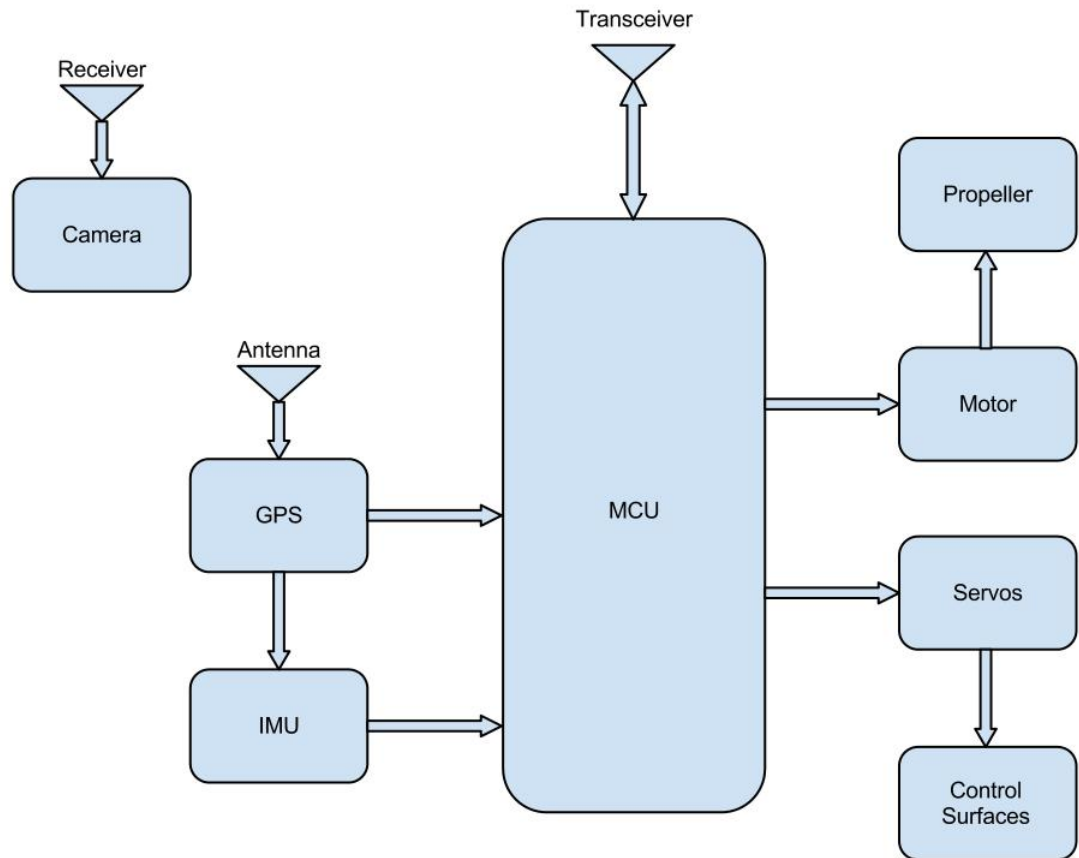 Transceiver
Receiver
Propeller
Camera
Antenna
Motor
GPS
MCU
Servos
IMU
Control
Surfaces